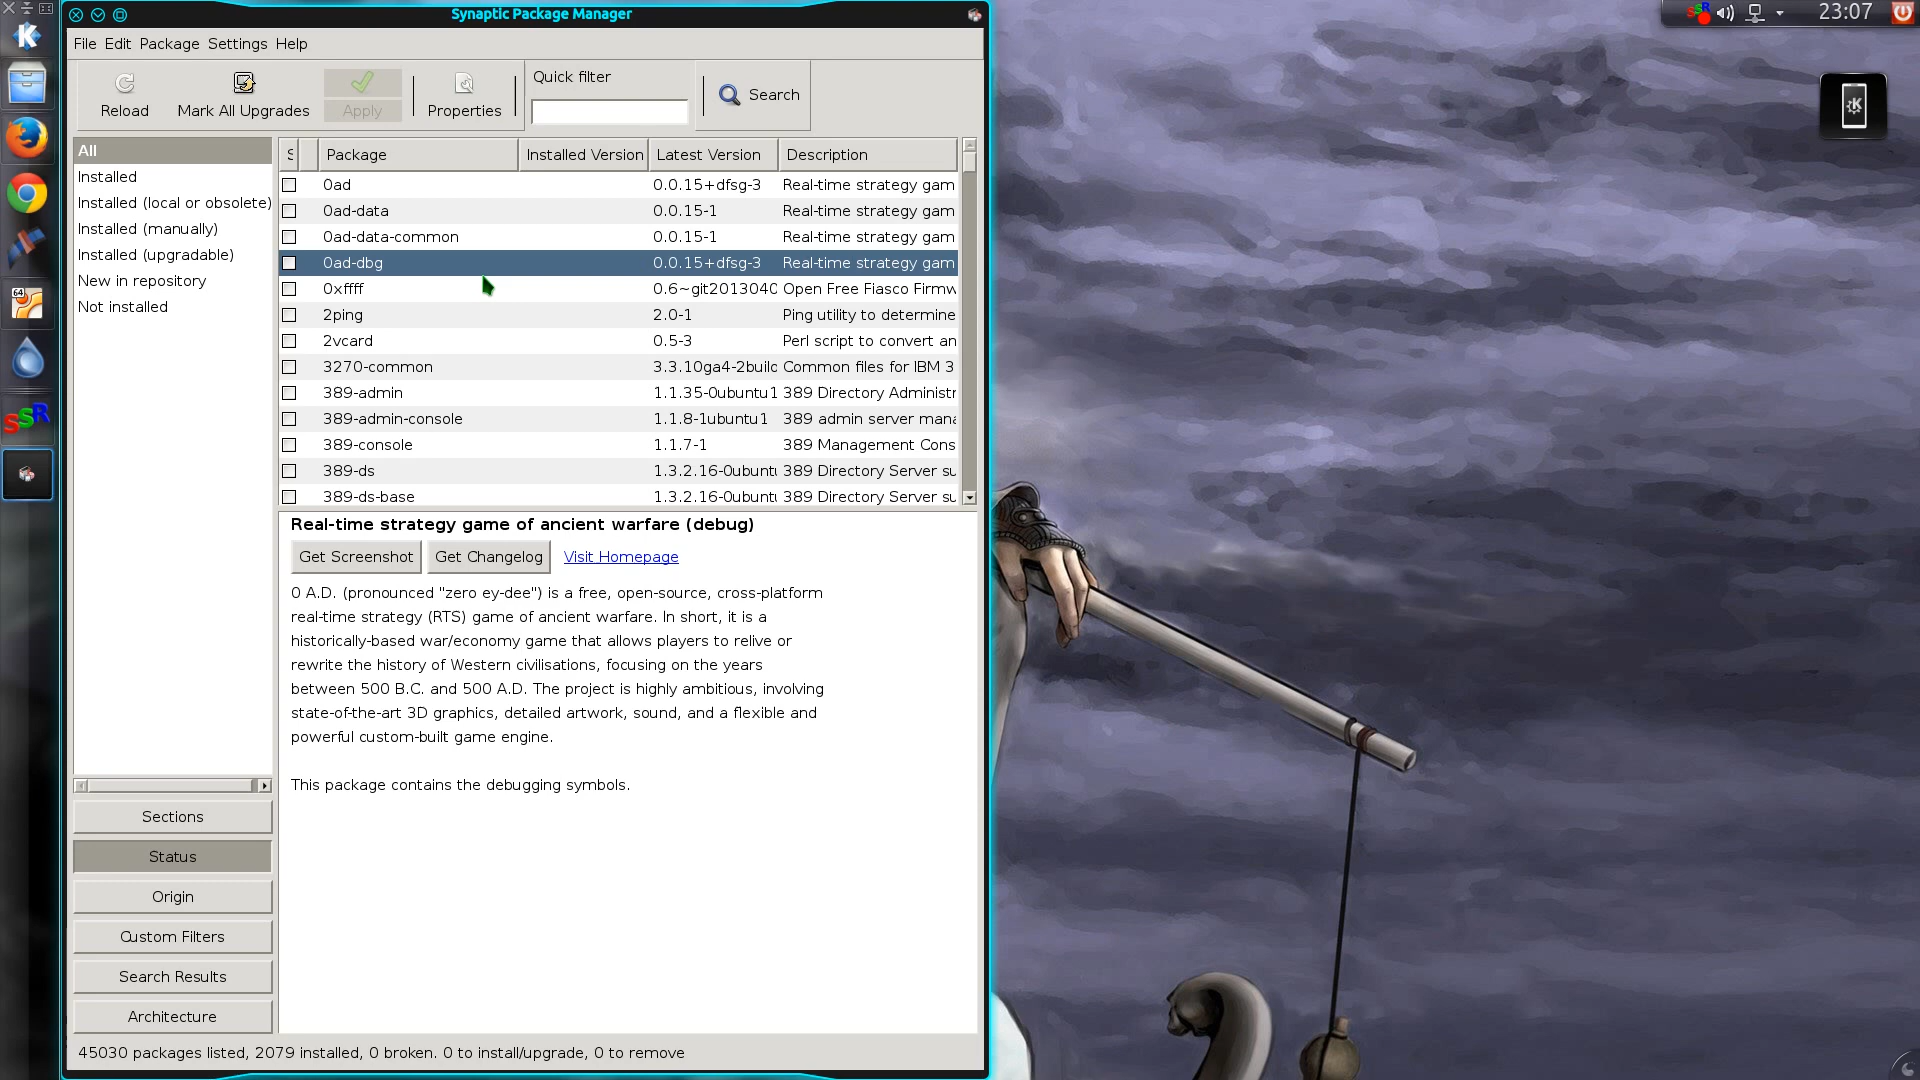 Synaptic Package Manager
23:07
File Edit Package Settings Help
Reload
Mark All Upgrades
Apply
Properties
Quick filter
Search
All
Installed
Installed (local or obsolete)
Installed (manually)
Installed (upgradable)
New in repository
Not installed
S Package Installed Version Latest Version Description
0ad 0.0.15+dfsg-3 Real-time strategy gam
0ad-data 0.0.15-1 Real-time strategy gam
0ad-data-common 0.0.15-1 Real-time strategy gam
0ad-dbg 0.0.15+dfsg-3 Real-time strategy gam
0xffff 0.6~git2013040 Open Free Fiasco Firmw
2ping 2.0-1 Ping utility to determine
2vcard 0.5-3 Perl script to convert an
3270-common 3.3.10ga4-2build Common files for IBM 3
389-admin 1.1.35-0ubuntu1 389 Directory Administr
389-admin-console 1.1.8-1ubuntu1 389 admin server mana
389-console 1.1.7-1 389 Management Cons
389-ds 1.3.2.16-0ubuntu 389 Directory Server su
389-ds-base 1.3.2.16-0ubuntu 389 Directory Server su
Real-time strategy game of ancient warfare (debug)
Get Screenshot Get Changelog Visit Homepage
0 A.D. (pronounced "zero ey-dee") is a free, open-source, cross-platform
real-time strategy (RTS) game of ancient warfare. In short, it is a
historically-based war/economy game that allows players to relive or
rewrite the history of Western civilisations, focusing on the years
between 500 B.C. and 500 A.D. The project is highly ambitious, involving
state-of-the-art 3D graphics, detailed artwork, sound, and a flexible and
powerful custom-built game engine.
This package contains the debugging symbols.
Sections
Status
Origin
Custom Filters
Search Results
Architecture
45030 packages listed, 2079 installed, 0 broken. 0 to install/upgrade, 0 to remove
64
SSR
SSR